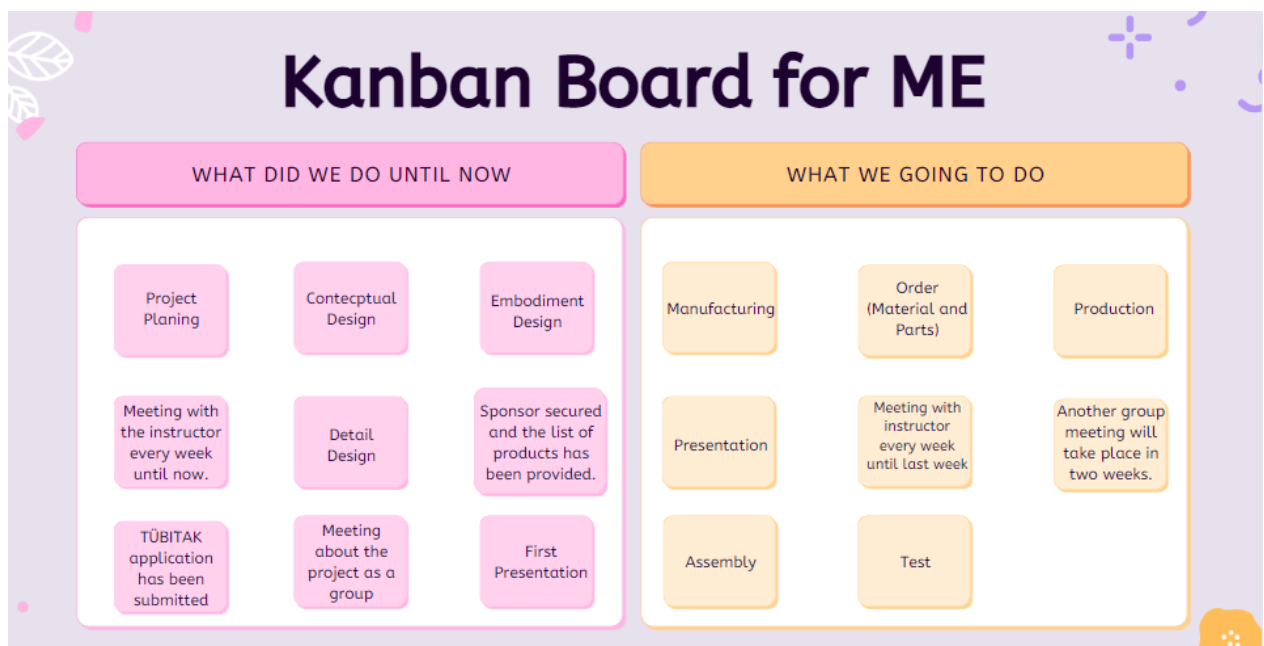 Kanban Board for ME
WHAT DID WE DO UNTIL NOW
WHAT WE GOING TO DO
Project
Planing
Contecptual
Design
Embodiment
Design
Meeting with
the instructor
every week
until now.
Detail
Design
Sponsor secured
and the list of
products has
been provided.
TÜBITAK
application
has been
submitted
Meeting
about the
project as a
group
First
Presentation
Manufacturing
Order
(Material and
Parts)
Production
Presentation
Meeting with
instructor
every week
until last week
Another group
meeting will
take place in
two weeks.
Assembly
Test